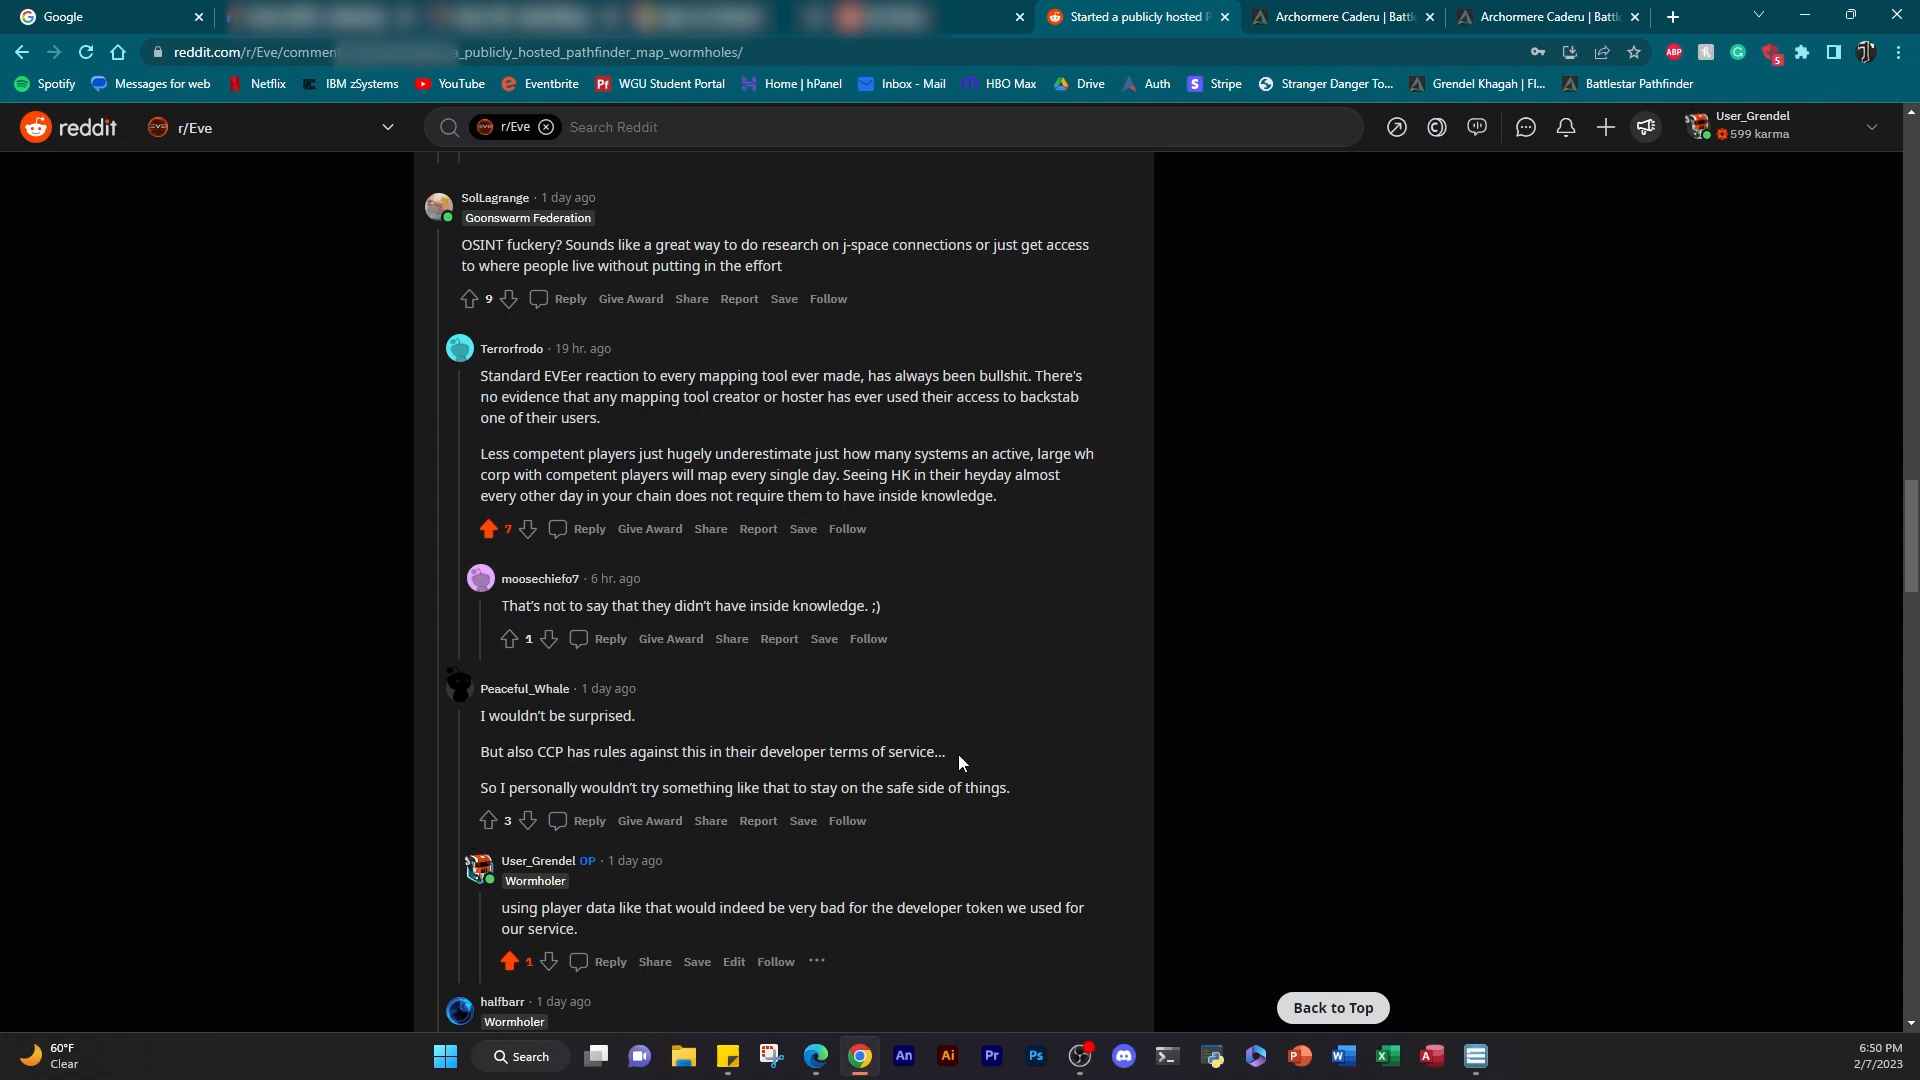 Google
Started a publicly hosted P
Archormere Caderu | Battl
Archormere Caderu | Battl
reddit.com/r/Eve/commen
a_publicly_hosted_pathfinder_map_wormholes/
ABP
5
Spotify
Messages for web
Netflix
IBM zSystems
YouTube
Eventbrite
WGU Student Portal
Home | hPanel
Inbox - Mail
HBO Max
Drive
Auth
Stripe
Stranger Danger To...
Grendel Khagah | Fl...
Battlestar Pathfinder
reddit
r/Eve
r/Eve
Search Reddit
User_Grendel
599 karma
SolLagrange · 1 day ago
Goonswarm Federation
OSINT fuckery? Sounds like a great way to do research on j-space connections or just get access
to where people live without putting in the effort
9 Reply Give Award Share Report Save Follow
Terrorfrodo · 19 hr. ago
Standard EVEer reaction to every mapping tool ever made, has always been bullshit. There's
no evidence that any mapping tool creator or hoster has ever used their access to backstab
one of their users.
Less competent players just hugely underestimate just how many systems an active, large wh
corp with competent players will map every single day. Seeing HK in their heyday almost
every other day in your chain does not require them to have inside knowledge.
7 Reply Give Award Share Report Save Follow
moosechief07 · 6 hr. ago
That's not to say that they didn't have inside knowledge. ;)
1 Reply Give Award Share Report Save Follow
Peaceful_Whale · 1 day ago
I wouldn't be surprised.
But also CCP has rules against this in their developer terms of service...
So I personally wouldn't try something like that to stay on the safe side of things.
3 Reply Give Award Share Report Save Follow
User_Grendel OP · 1 day ago
Wormholer
using player data like that would indeed be very bad for the developer token we used for
our service.
1 Reply Share Save Edit Follow ···
halfbarr · 1 day ago
Wormholer
Back to Top
60°F
Clear
Search
An
Ai
Pr
Ps
6:50 PM
2/7/2023